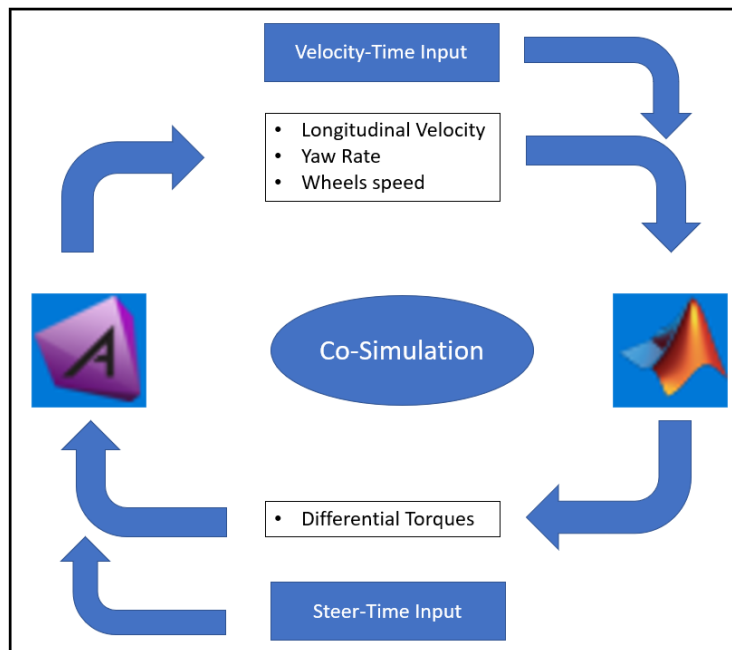 Velocity-Time Input
• Longitudinal Velocity
• Yaw Rate
• Wheels speed
A
Co-Simulation
• Differential Torques
Steer-Time Input